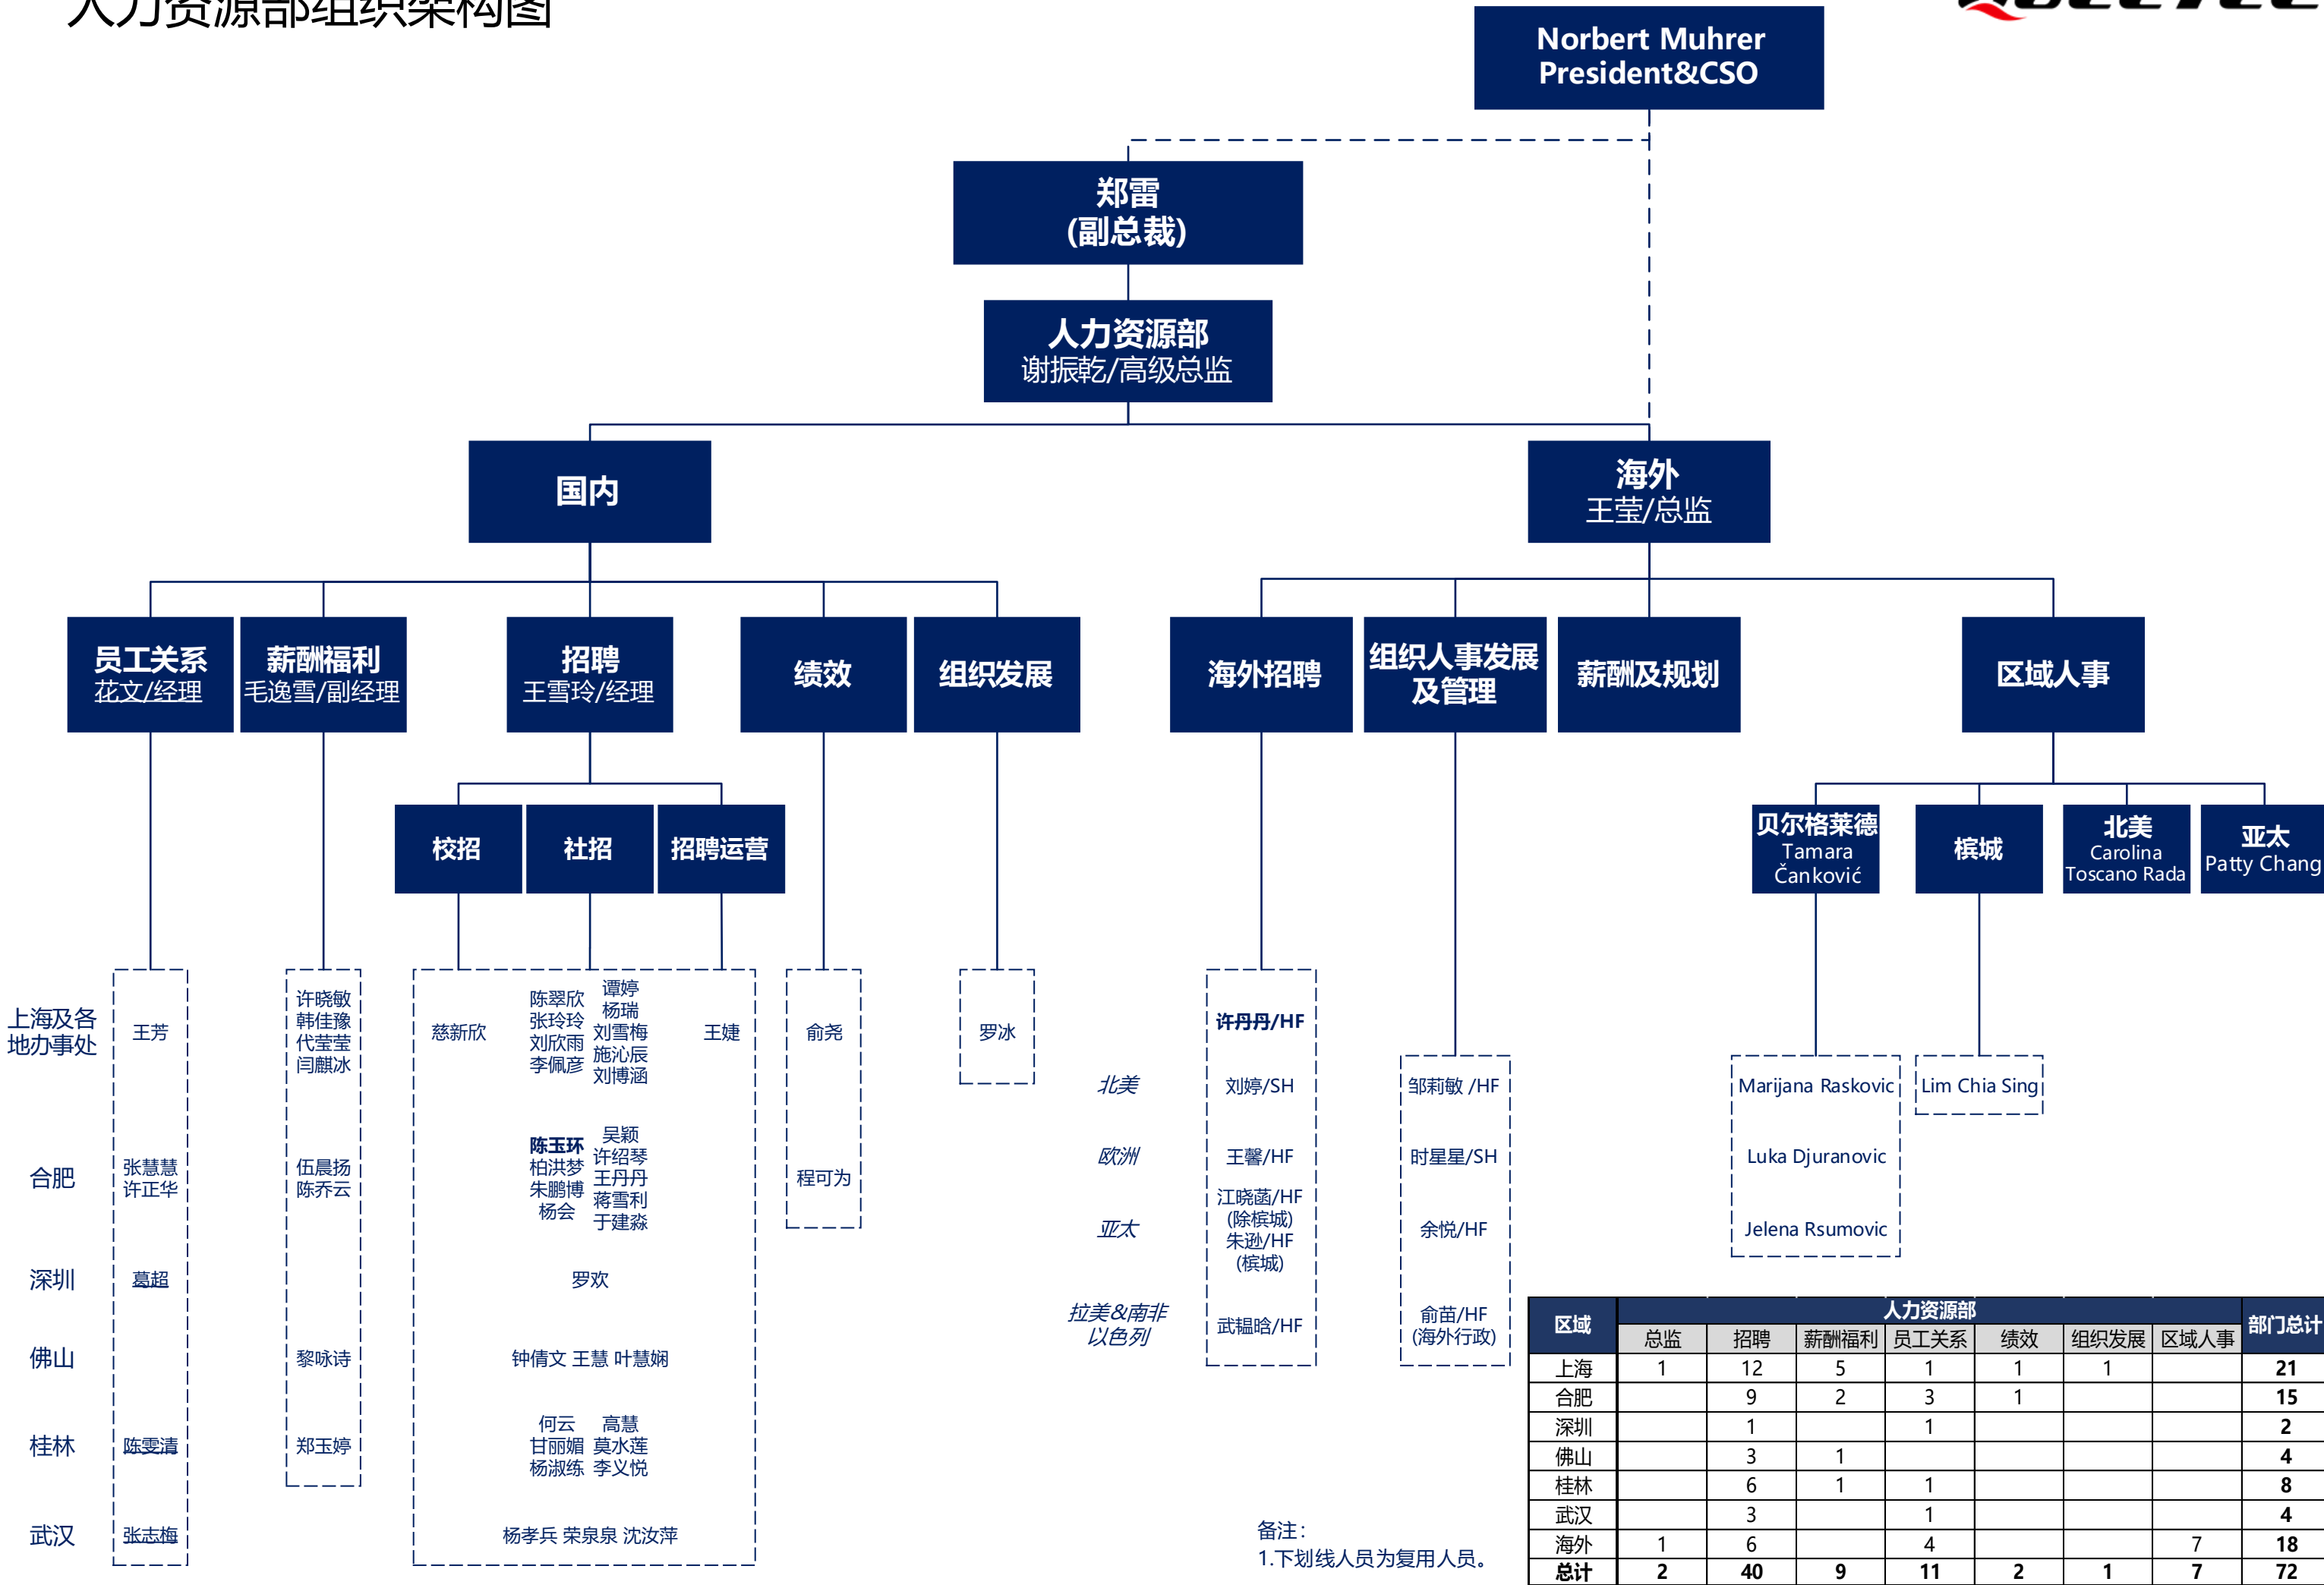 人力资源部组织架构图
Norbert Muhrer
President&CSO
郑雷
(副总裁)
人力资源部
谢振乾/高级总监
国内
海外
王莹/总监
员工关系
花文/经理
薪酬福利
毛逸雪/副经理
招聘
王雪玲/经理
绩效
组织发展
海外招聘
组织人事发展
及管理
薪酬及规划
区域人事
校招
社招
招聘运营
贝尔格莱德
Tamara
Čanković
槟城
北美
Carolina
Toscano Rada
亚太
Patty Chang
上海及各
地办事处
王芳
许晓敏
韩佳豫
代莹莹
闫麒冰
慈新欣
陈翠欣
张玲玲
刘欣雨
李佩彦
谭婷
杨瑞
刘雪梅
施沁辰
刘博涵
王婕
俞尧
罗冰
合肥
张慧慧
许正华
伍晨扬
陈乔云
陈玉环
柏洪梦
朱鹏博
杨会
吴颖
许绍琴
王丹丹
蒋雪利
于建淼
程可为
深圳
葛超
罗欢
佛山
黎咏诗
钟倩文 王慧 叶慧娴
桂林
陈雯清
郑玉婷
何云
甘丽媚
杨淑练
高慧
莫水莲
李义悦
武汉
张志梅
杨孝兵 荣泉泉 沈汝萍
许丹丹/HF
北美
刘婷/SH
邹莉敏 /HF
欧洲
王馨/HF
时星星/SH
亚太
江晓菡/HF
(除槟城)
朱逊/HF
(槟城)
余悦/HF
拉美&南非
以色列
武韫晗/HF
俞苗/HF
(海外行政)
Marijana Raskovic
Luka Djuranovic
Jelena Rsumovic
Lim Chia Sing
备注：
1.下划线人员为复用人员。
区域 人力资源部 部门总计
总监 招聘 薪酬福利 员工关系 绩效 组织发展 区域人事
上海 1 12 5 1 1 1 21
合肥 9 2 3 1 15
深圳 1 1 2
佛山 3 1 4
桂林 6 1 1 8
武汉 3 1 4
海外 1 6 4 7 18
总计 2 40 9 11 2 1 7 72